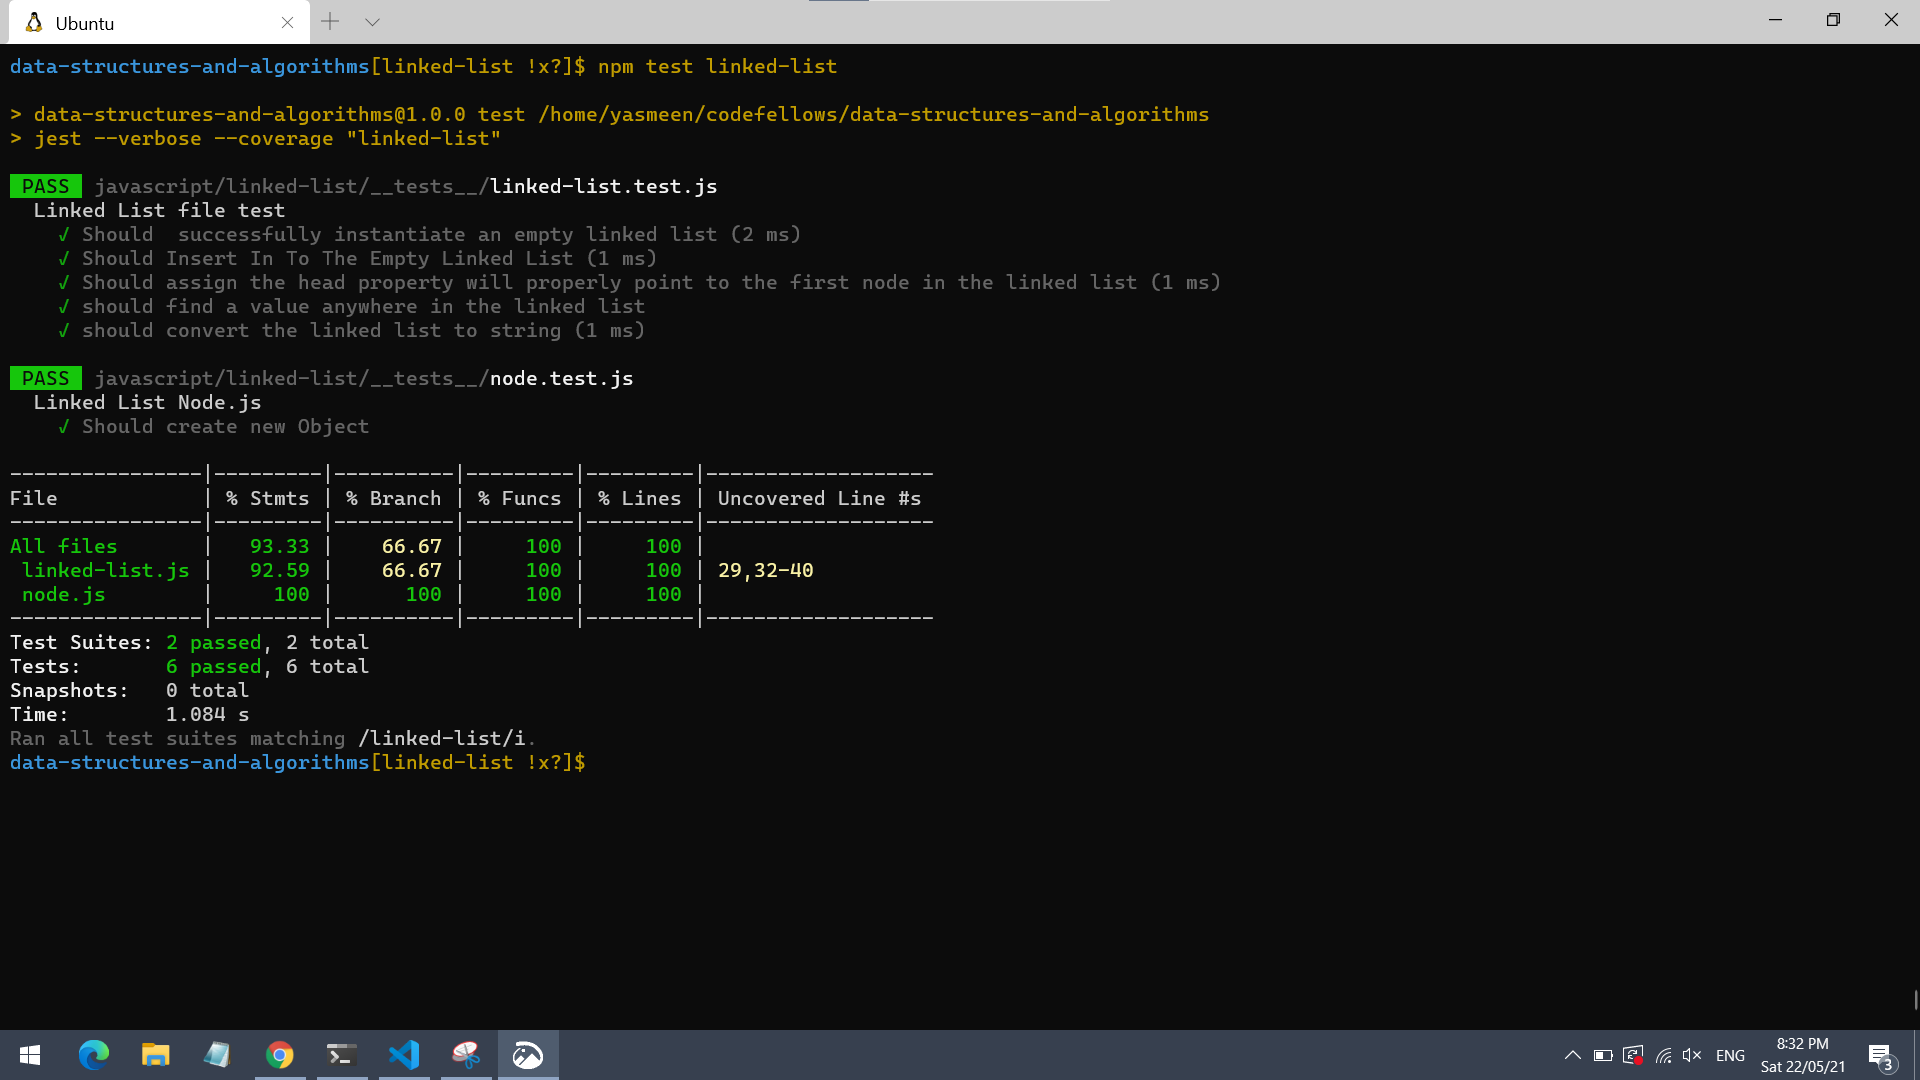 Ubuntu
data-structures-and-algorithms[linked-list !x?]$ npm test linked-list
> data-structures-and-algorithms@1.0.0 test /home/yasmeen/codefellows/data-structures-and-algorithms
> jest --verbose --coverage "linked-list"
PASS javascript/linked-list/__tests__/linked-list.test.js
Linked List file test
√ Should  successfully instantiate an empty linked list (2 ms)
√ Should Insert In To The Empty Linked List (1 ms)
√ Should assign the head property will properly point to the first node in the linked list (1 ms)
√ should find a value anywhere in the linked list
√ should convert the linked list to string (1 ms)
PASS javascript/linked-list/__tests__/node.test.js
Linked List Node.js
√ Should create new Object
----------------|---------|----------|---------|---------|-------------------
File            | % Stmts | % Branch | % Funcs | % Lines | Uncovered Line #s
----------------|---------|----------|---------|---------|-------------------
All files       |   93.33 |    66.67 |     100 |     100 |
 linked-list.js |   92.59 |    66.67 |     100 |     100 | 29,32-40
 node.js        |     100 |      100 |     100 |     100 |
----------------|---------|----------|---------|---------|-------------------
Test Suites: 2 passed, 2 total
Tests:       6 passed, 6 total
Snapshots:   0 total
Time:        1.084 s
Ran all test suites matching /linked-list/i.
data-structures-and-algorithms[linked-list !x?]$
ENG
8:32 PM
Sat 22/05/21
3